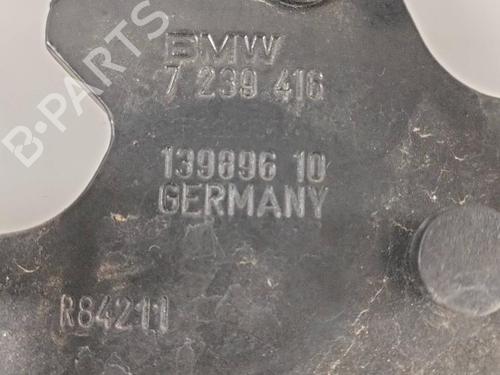 B-PARTS
BMW
7 239 416
139896 10
GERMANY
R84211